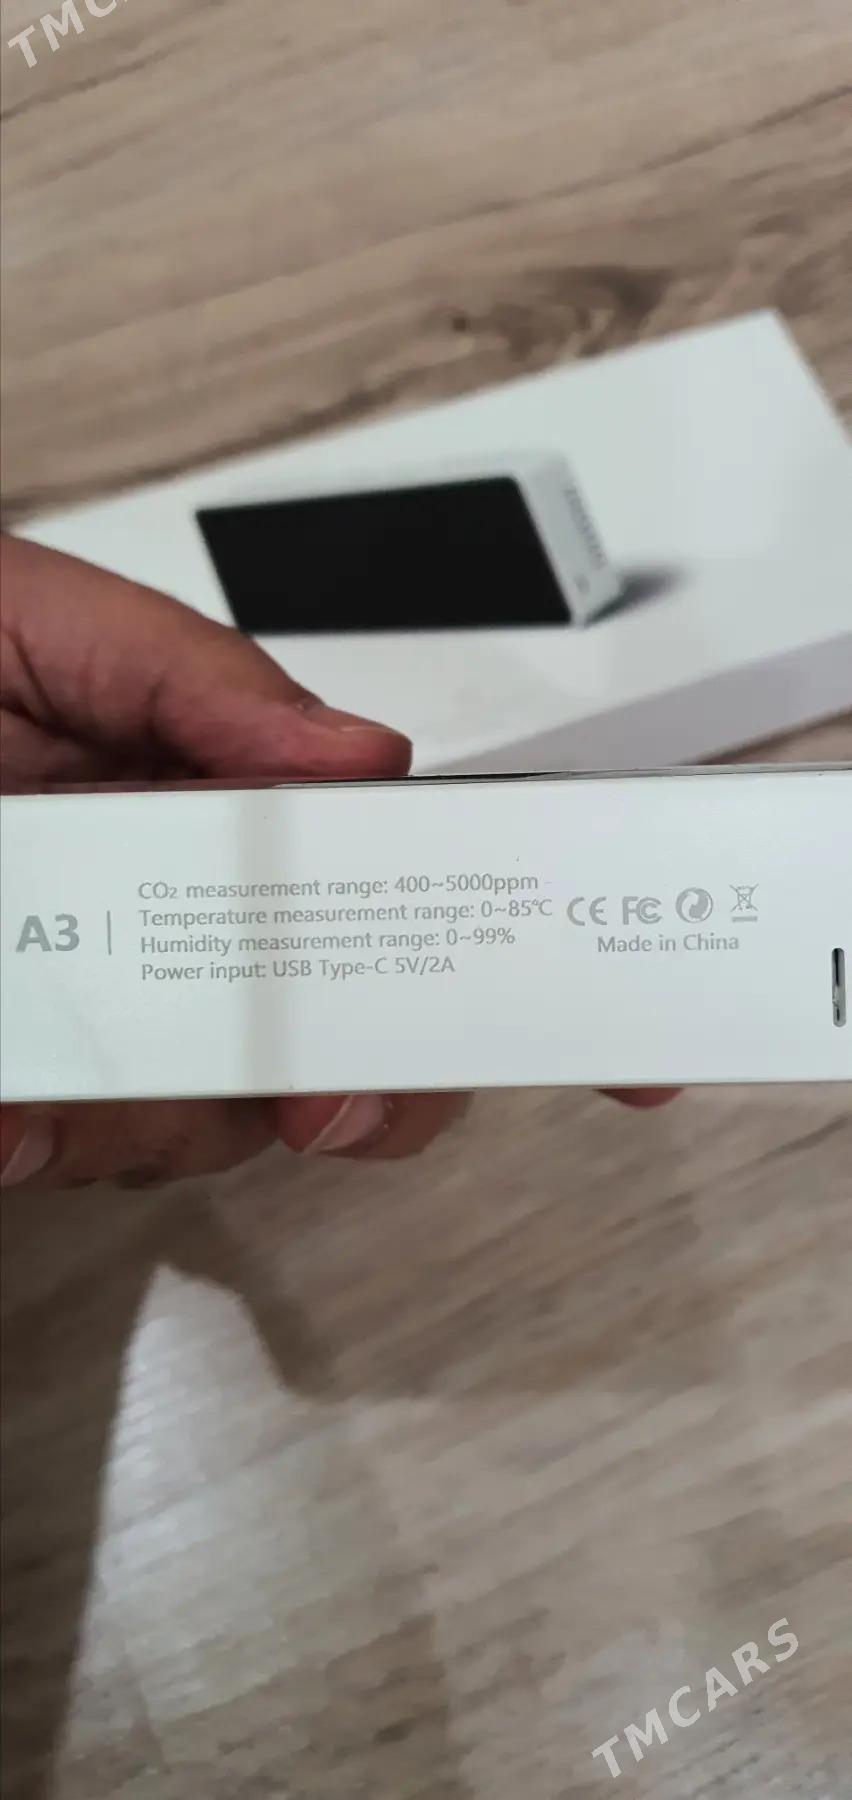 TMC
A3
CO₂ measurement range: 400~5000ppm
Temperature measurement range: 0~85℃
Humidity measurement range: 0~99%
Power input: USB Type-C 5V/2A
CE FC
Made in China
TMCARS